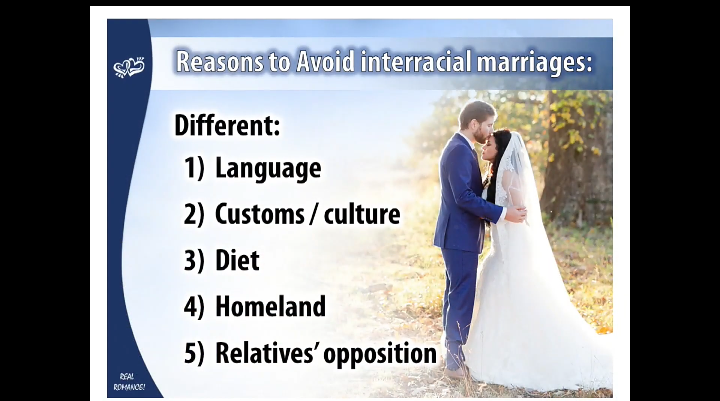 Reasons to Avoid interracial marriages:
Different:
1) Language
2) Customs / culture
3) Diet
4) Homeland
5) Relatives’ opposition
REAL
ROMANCE!